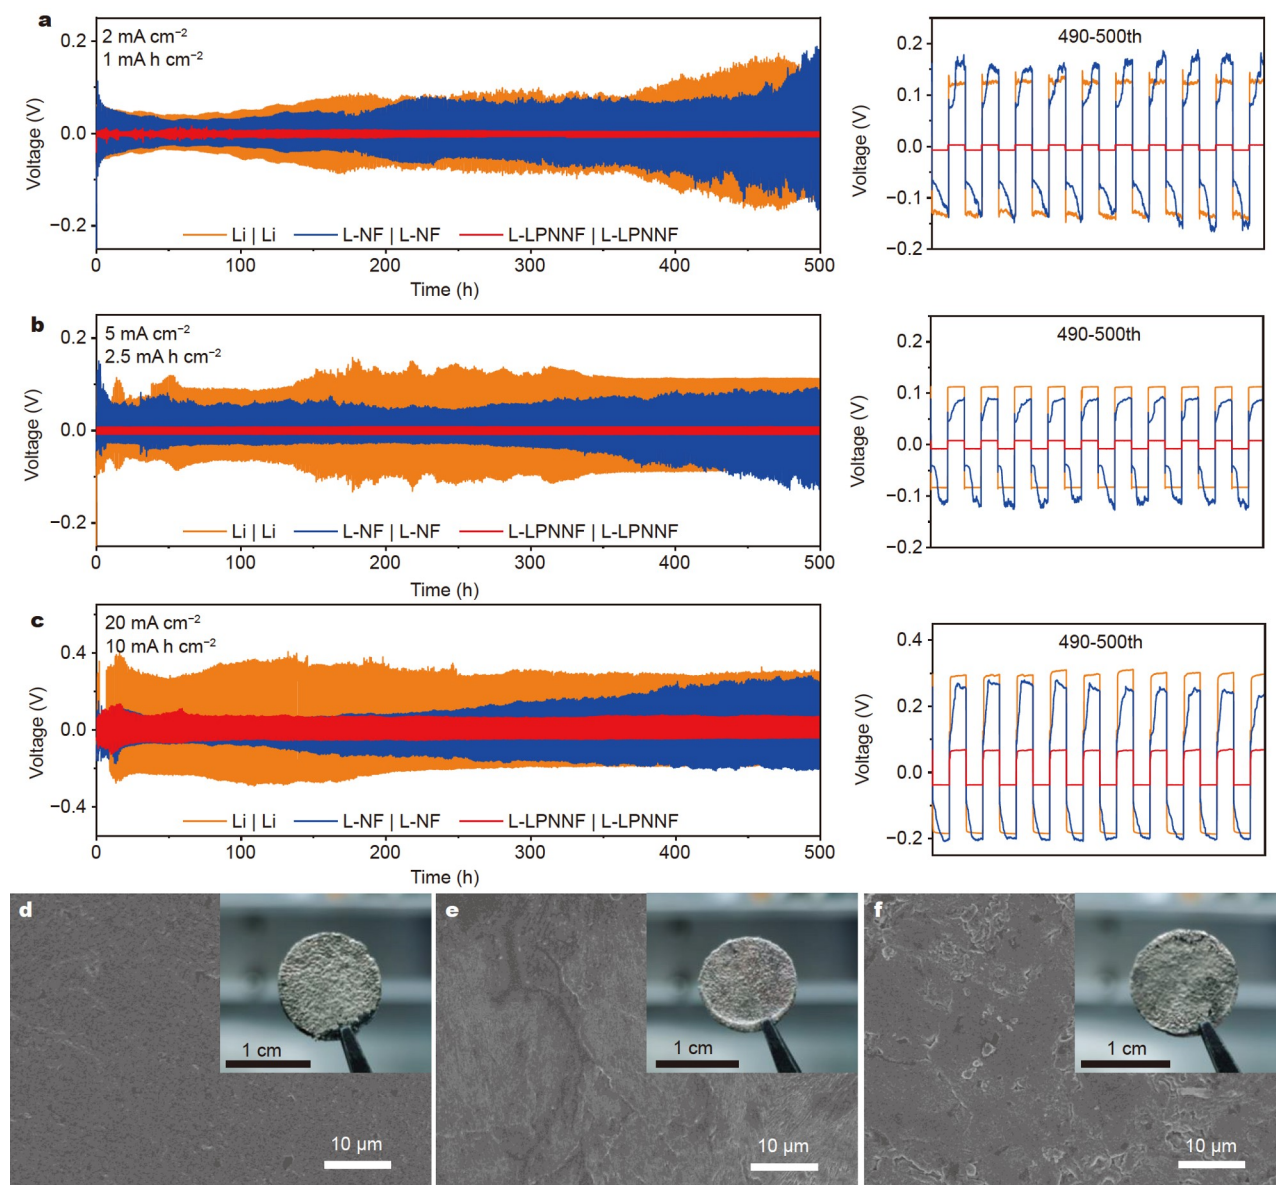 a
2 mA cm⁻²
1 mA h cm⁻²
Voltage (V)
0.2
0.0
−0.2
Li | Li L-NF | L-NF L-LPNNF | L-LPNNF
0 100 200 300 400 500
Time (h)
490-500th
Voltage (V)
0.2
0.1
0.0
−0.1
−0.2
b
5 mA cm⁻²
2.5 mA h cm⁻²
Voltage (V)
0.2
0.0
−0.2
Li | Li L-NF | L-NF L-LPNNF | L-LPNNF
0 100 200 300 400 500
Time (h)
490-500th
Voltage (V)
0.2
0.1
0.0
−0.1
−0.2
c
20 mA cm⁻²
10 mA h cm⁻²
Voltage (V)
0.4
0.0
−0.4
Li | Li L-NF | L-NF L-LPNNF | L-LPNNF
0 100 200 300 400 500
Time (h)
490-500th
Voltage (V)
0.4
0.2
0.0
−0.2
d
1 cm
10 μm
e
1 cm
10 μm
f
1 cm
10 μm